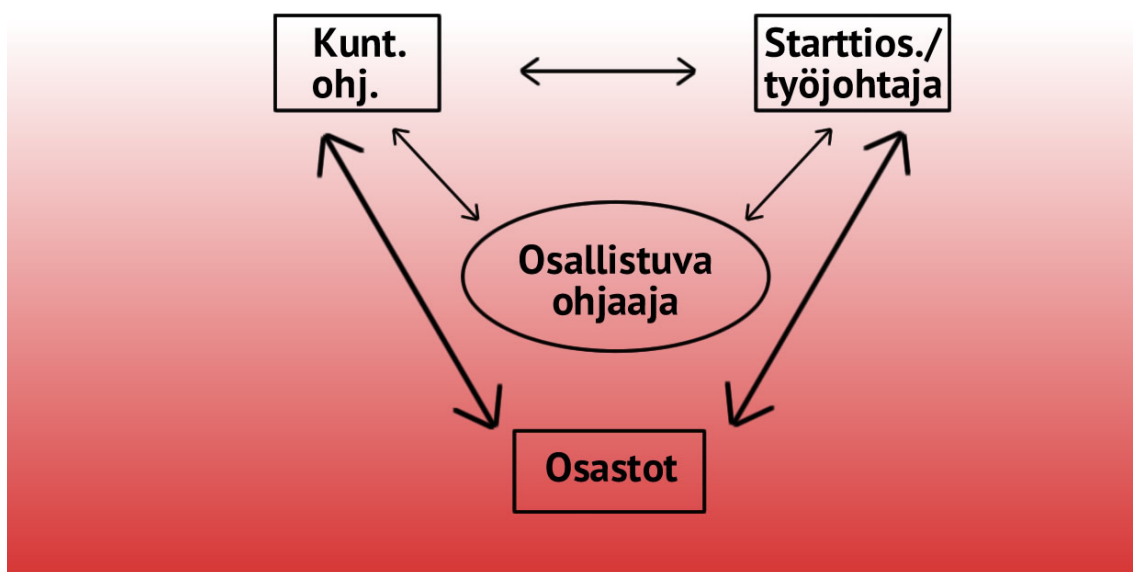 Kunt.
ohj.
Starttios./
työjohtaja
Osallistuva
ohjaaja
Osastot